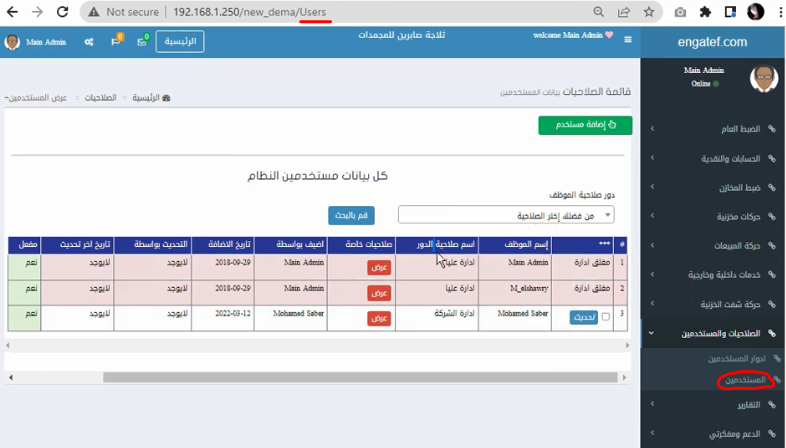 Not secure | 192.168.1.250/new_dema/Users
engatef.com
Main Admin
Online
الضبط العام
الحسابات والنقدية
ضبط المخازن
حركات مخزنية
حركة المبيعات
خدمات داخلية وخارجية
حركة شفت الخزنية
الصلاحيات والمستخدمين
ادوار المستخدمين
المستخدمين
التقارير
الدعم ومفكرتي
welcome Main Admin
ثلاجة صابرين للمجمدات
الرئيسية
0
0
Main Admin
قائمة الصلاحيات بيانات المستخدمين
الرئيسية > الصلاحيات > عرض المستخدمين
إضافة مستخدم
كل بيانات مستخدمين النظام
دور صلاحية الموظف
من فضلك إختر الصلاحية
قم بالبحث
# *** إسم الموظف اسم صلاحية الدور صلاحيات خاصة اضيف بواسطة تاريخ الاضافة التحديث بواسطة تاريخ اخر تحديث مفعل
1 مغلق ادارة Main Admin ادارة عليا عرض Main Admin 2018-09-29 لايوجد لايوجد نعم
2 مغلق ادارة M_elshawry ادارة عليا عرض Main Admin 2018-09-29 لايوجد لايوجد نعم
3 تحديث Mohamed Saber ادارة الشركة عرض Mohamed Saber 2022-03-12 لايوجد لايوجد نعم